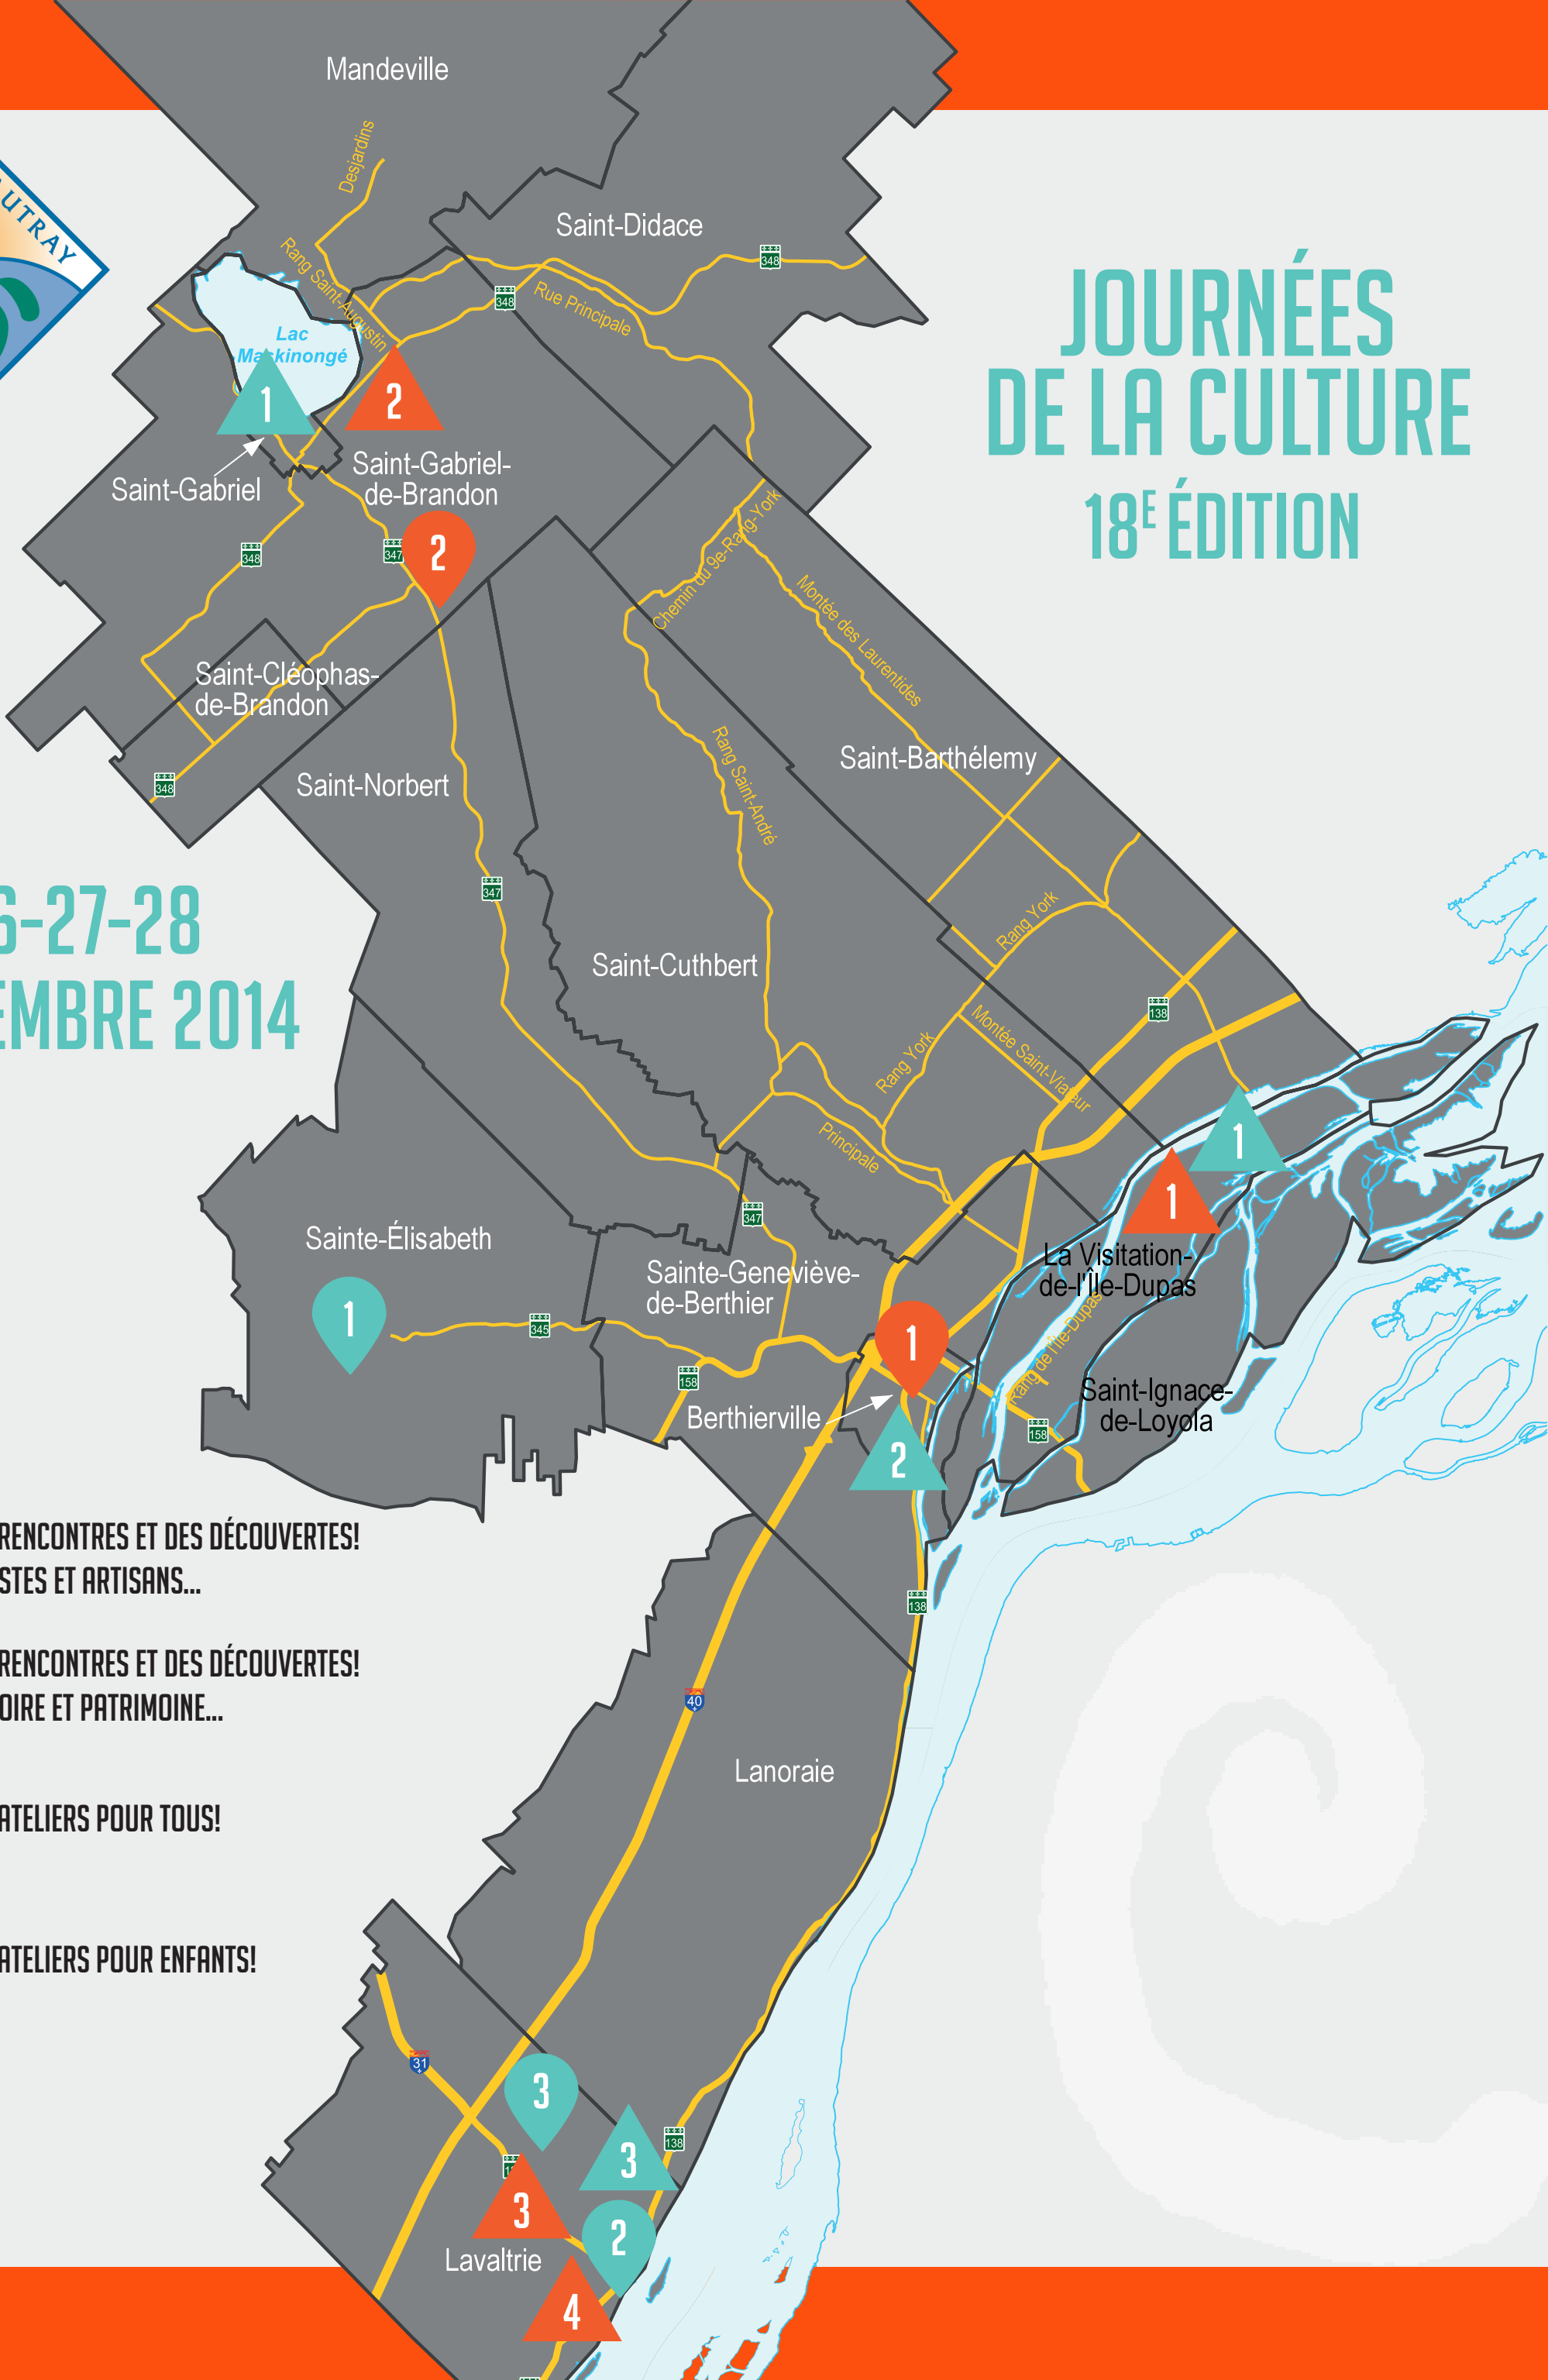 Mandeville
Desjardins
AUTRAY
Saint-Didace
Rang Saint-Augustin
348
348
Rue Principale
Lac
Maskinongé
1
2
JOURNÉES
DE LA CULTURE
18E ÉDITION
Saint-Gabriel
Saint-Gabriel-
de-Brandon
348
347
2
Chemin du 9e-Rang-York
Montée des Laurentides
Saint-Cléophas-
de-Brandon
348
Saint-Norbert
Rang Saint-André
Saint-Barthélemy
347
6-27-28
EMBRE 2014
Saint-Cuthbert
Rang York
138
Montée Saint-Viateur
Rang York
Principale
1
1
347
Sainte-Élisabeth
Sainte-Geneviève-
de-Berthier
La Visitation-
de-l'Île-Dupas
1
345
1
158
Rang de l'Île-Dupas
Saint-Ignace-
de-Loyola
Berthierville
158
2
RENCONTRES ET DES DÉCOUVERTES!
STES ET ARTISANS...
138
RENCONTRES ET DES DÉCOUVERTES!
OIRE ET PATRIMOINE...
40
Lanoraie
ATELIERS POUR TOUS!
ATELIERS POUR ENFANTS!
31
3
138
3
3
2
Lavaltrie
4